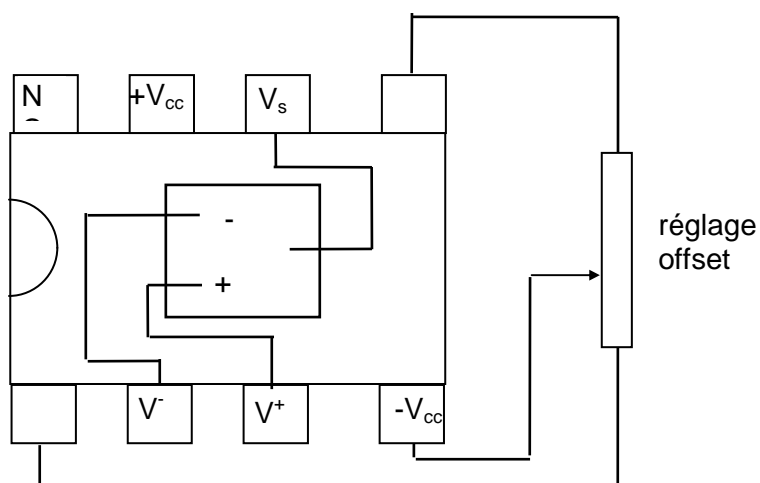 N
+Vcc
Vs
-
+
réglage
offset
V-
V+
-Vcc